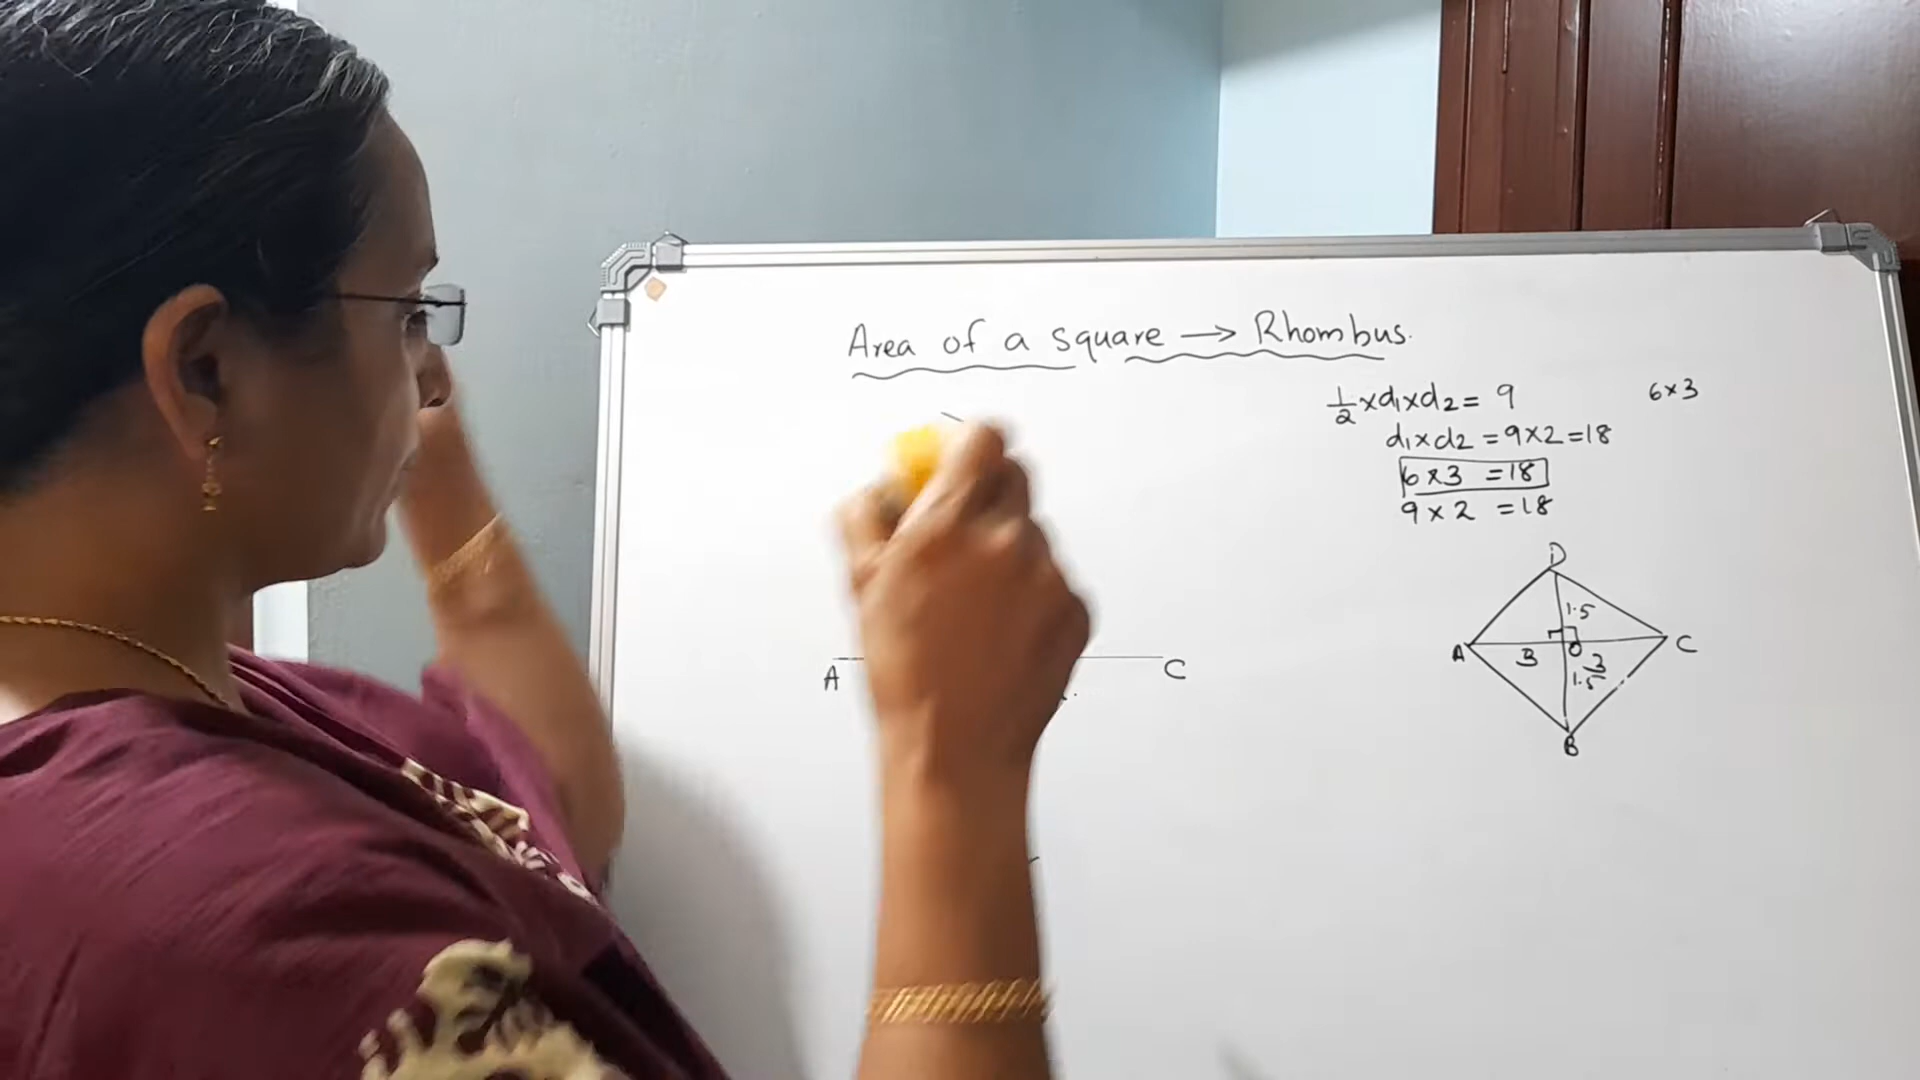 Area of a square → Rhombus.
1/2 × d1 × d2 = 9
6×3
d1 × d2 = 9×2 = 18
6 × 3 = 18
9 × 2 = 18
D
1.5
A
3
O
3
C
1.5
B
A
C